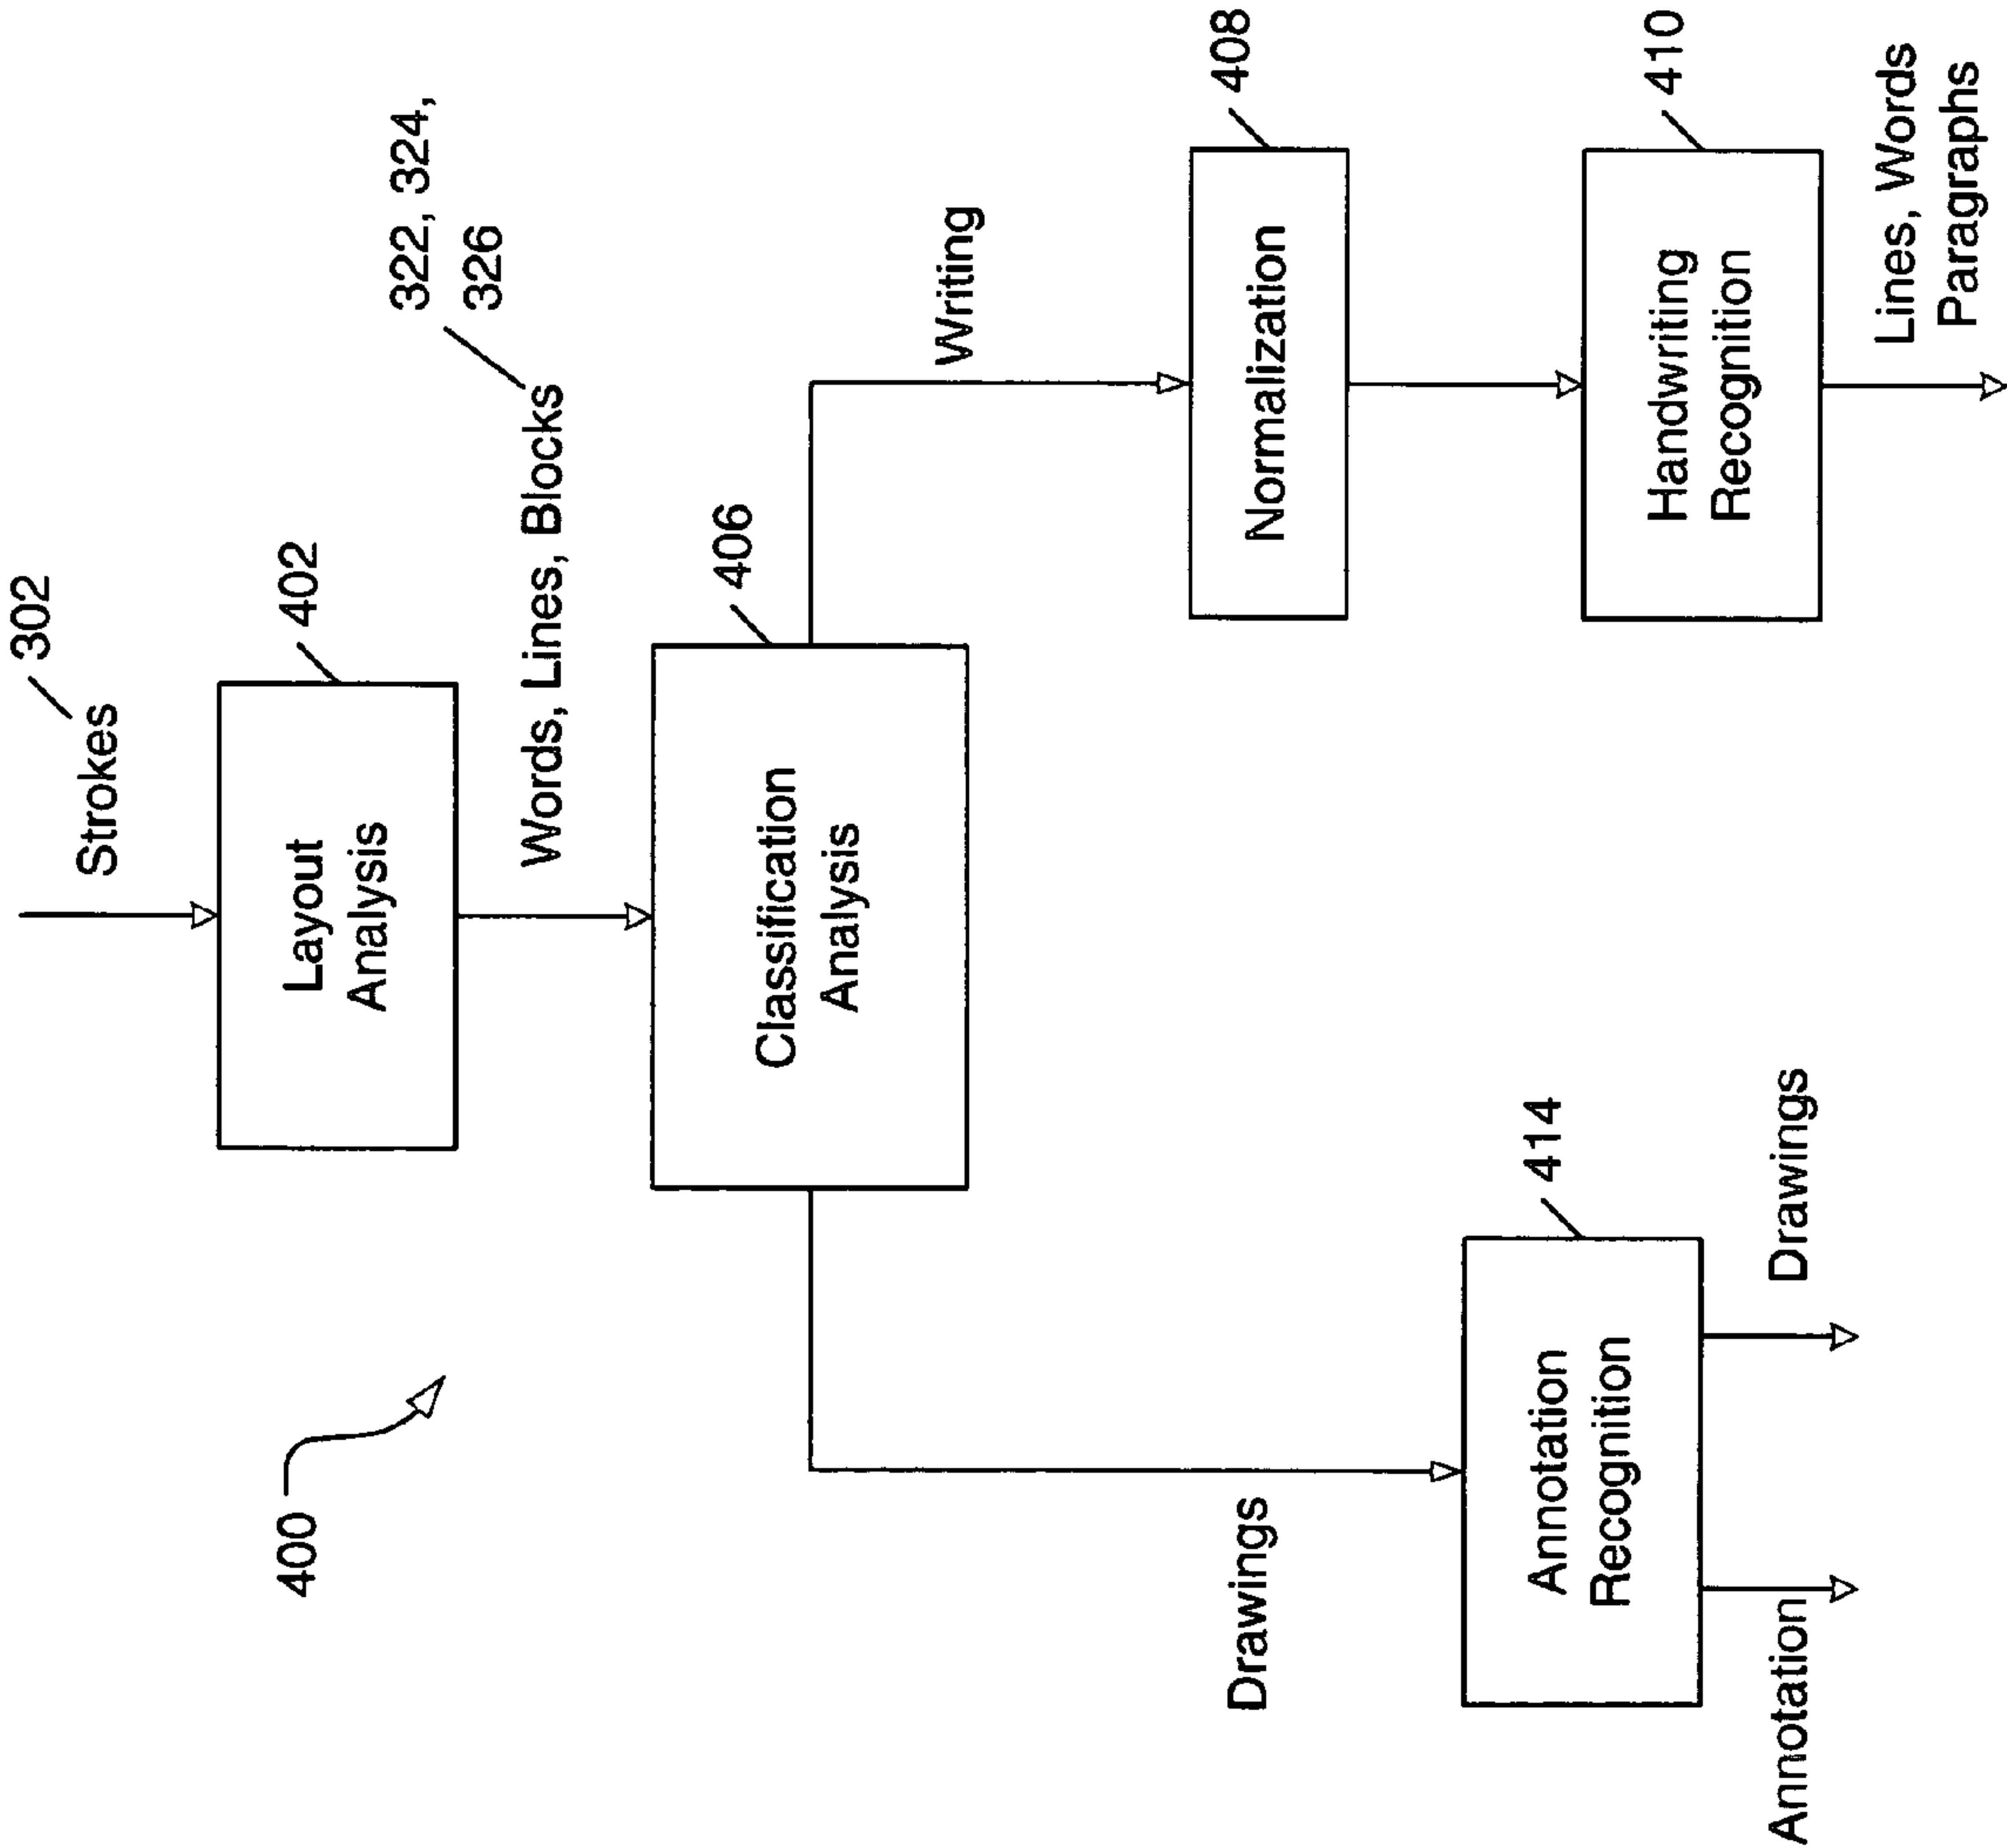 302
Strokes
402
Layout
Analysis
322, 324,
326
Words, Lines, Blocks
400
406
Classification
Analysis
Writing
Drawings
408
Normalization
414
Annotation
Recognition
410
Handwriting
Recognition
Annotation
Drawings
Lines, Words
Paragraphs